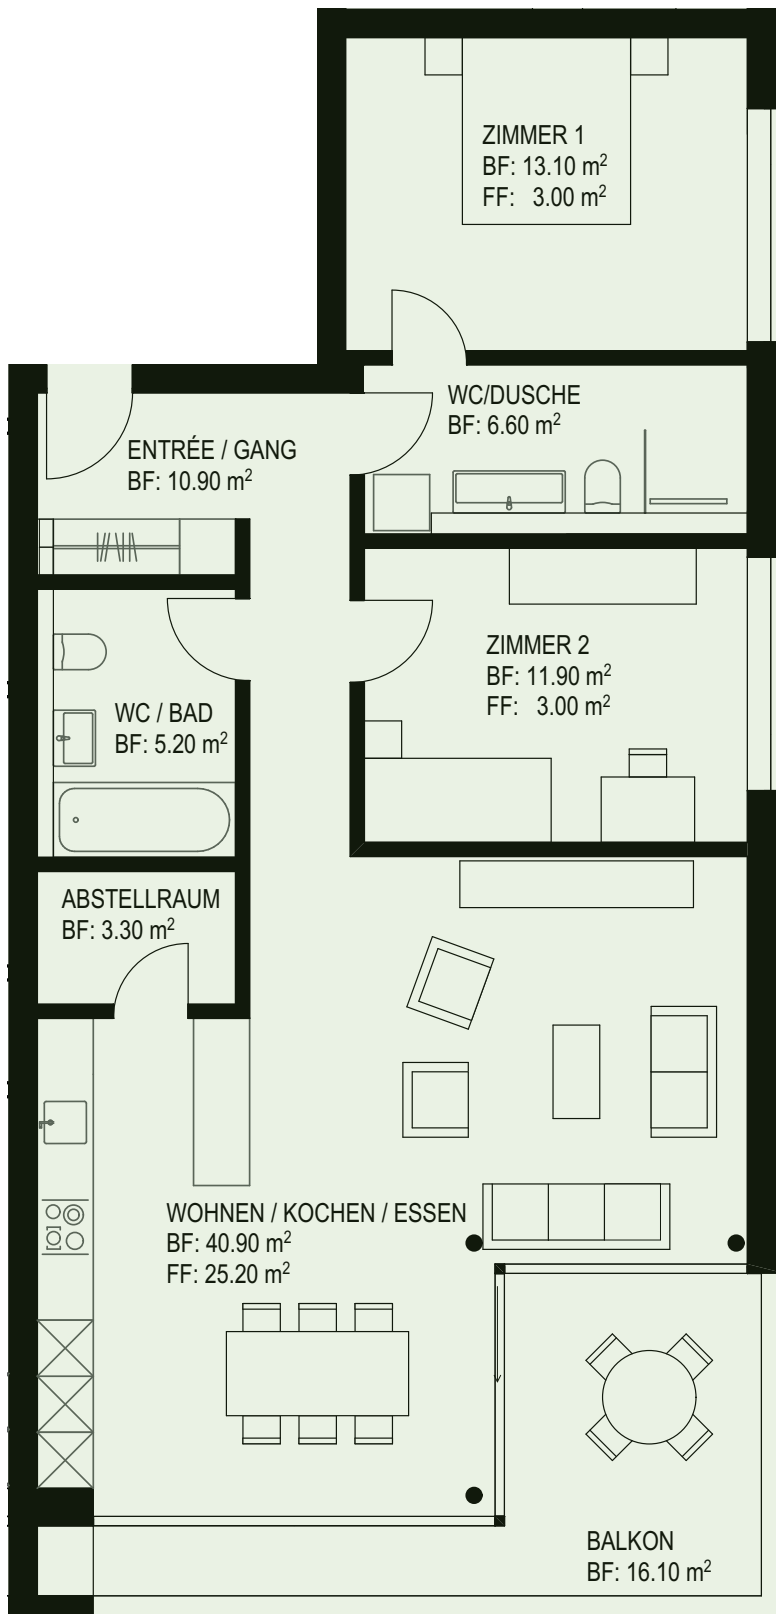 ZIMMER 1
BF: 13.10 m²
FF: 3.00 m²
WC/DUSCHE
BF: 6.60 m²
ENTRÉE / GANG
BF: 10.90 m²
ZIMMER 2
BF: 11.90 m²
FF: 3.00 m²
WC / BAD
BF: 5.20 m²
ABSTELLRAUM
BF: 3.30 m²
WOHNEN / KOCHEN / ESSEN
BF: 40.90 m²
FF: 25.20 m²
BALKON
BF: 16.10 m²